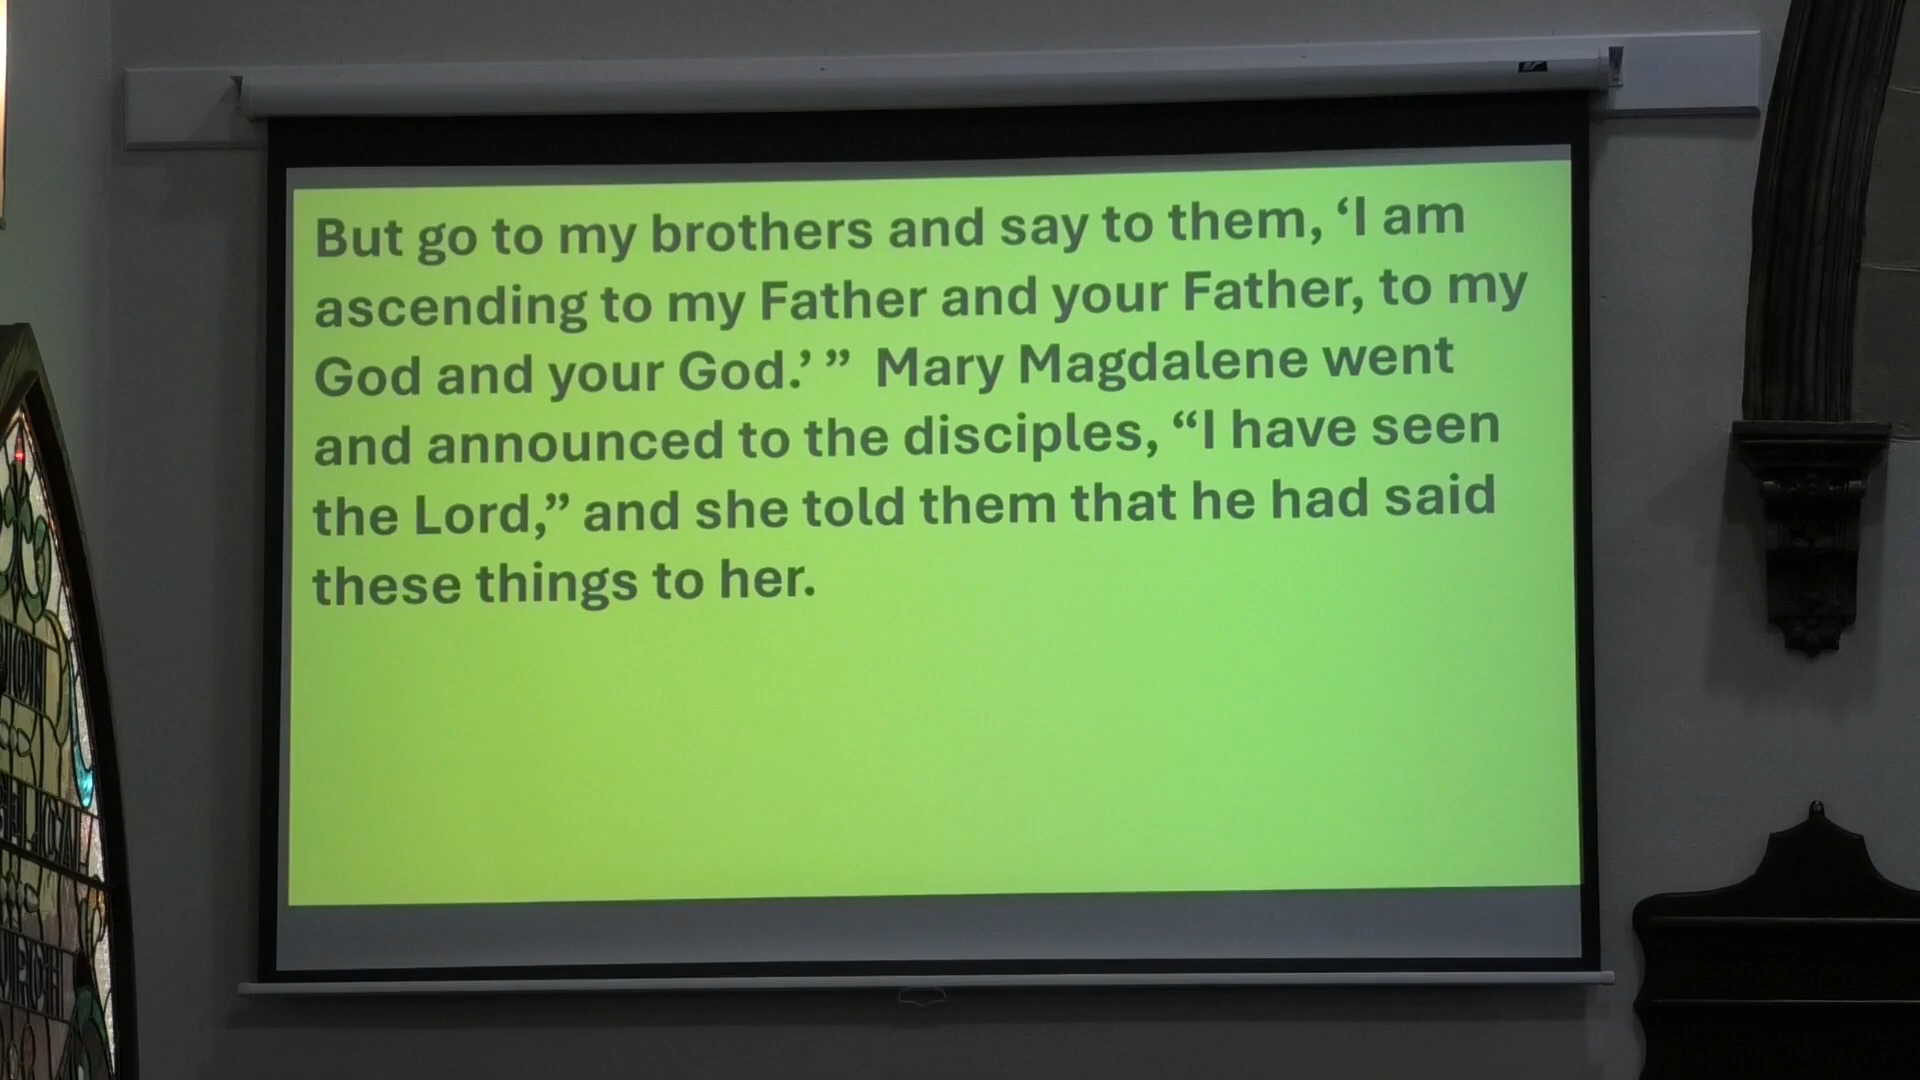 But go to my brothers and say to them, ‘I am
ascending to my Father and your Father, to my
God and your God.’ ” Mary Magdalene went
and announced to the disciples, “I have seen
the Lord,” and she told them that he had said
these things to her.